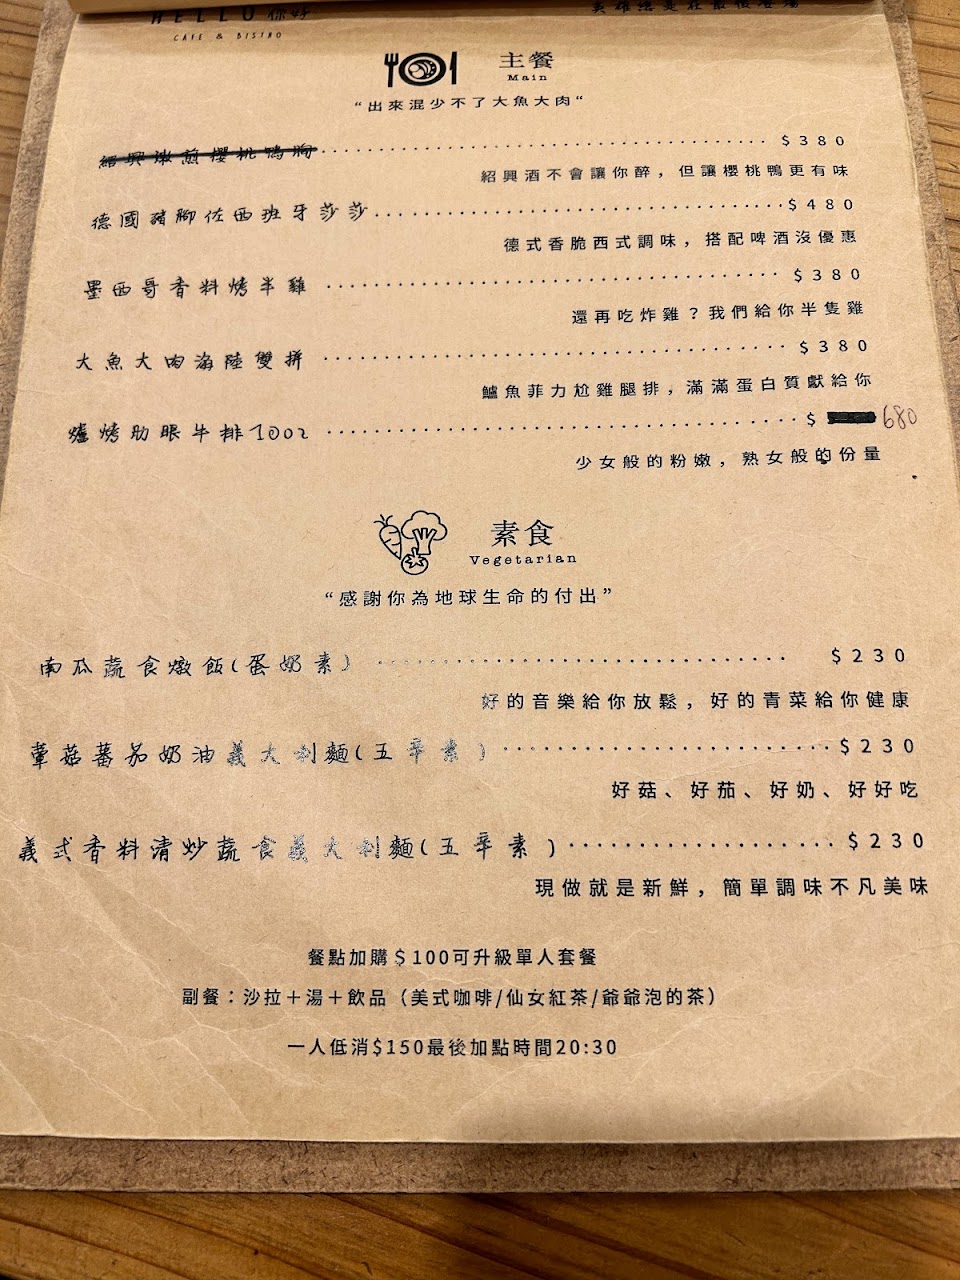 HELLO 你好
CAFE & BISTRO
主餐
Main
“出來混少不了大魚大肉“
紹興嫩煎櫻桃鴨胸 $380
紹興酒不會讓你醉，但讓櫻桃鴨更有味
德國豬腳佐西班牙莎莎 $480
德式香脆西式調味，搭配啤酒沒優惠
墨西哥香料烤半雞 $380
還再吃炸雞？我們給你半隻雞
大魚大肉海陸雙拼 $380
鱸魚菲力尬雞腿排，滿滿蛋白質獻給你
爐烤肋眼牛排10oz $ 680
少女般的粉嫩，熟女般的份量
素食
Vegetarian
“感謝你為地球生命的付出”
南瓜蔬食燉飯(蛋奶素) $230
好的音樂給你放鬆，好的青菜給你健康
蕈菇蕃茄奶油義大利麵(五辛素) $230
好菇、好茄、好奶、好好吃
義式香料清炒蔬食義大利麵(五辛素) $230
現做就是新鮮，簡單調味不凡美味
餐點加購$100可升級單人套餐
副餐：沙拉＋湯＋飲品（美式咖啡/仙女紅茶/爺爺泡的茶）
一人低消$150最後加點時間20:30